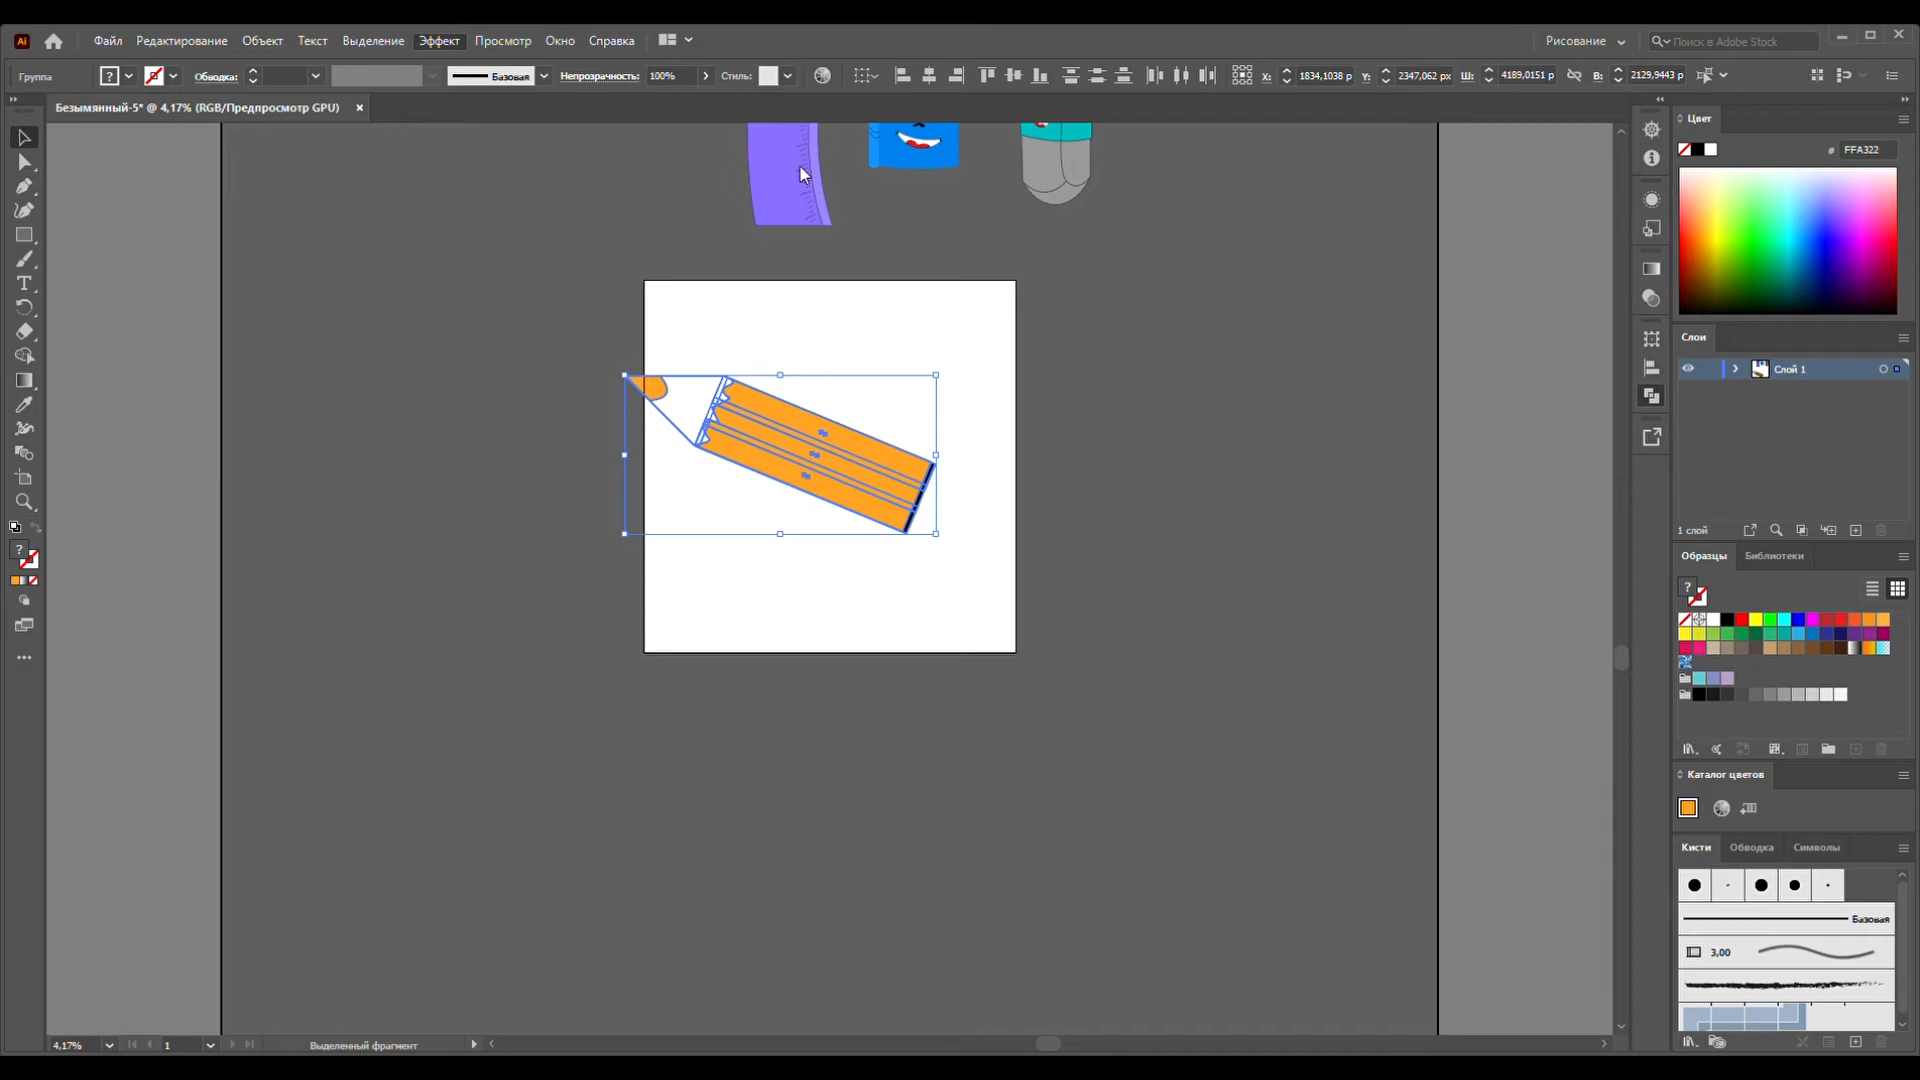 Ai Файл Редактирование Объект Текст Выделение Эффект Просмотр Окно Справка Рисование Поиск в Adobe Stock
Группа ? Обводка: Базовая Непрозрачность: 100% Стиль: X: 1834,1038 p Y: 2347,062 px Ш: 4189,0151 p В: 2129,9443 p
Безымянный-5* @ 4,17% (RGB/Предпросмотр GPU) ×
Цвет
# FFA322
Слои
Слой 1
1 слой
Образцы Библиотеки
?
?
Каталог цветов
Кисти Обводка Символы
Базовая
3,00
4,17% 1 Выделенный фрагмент